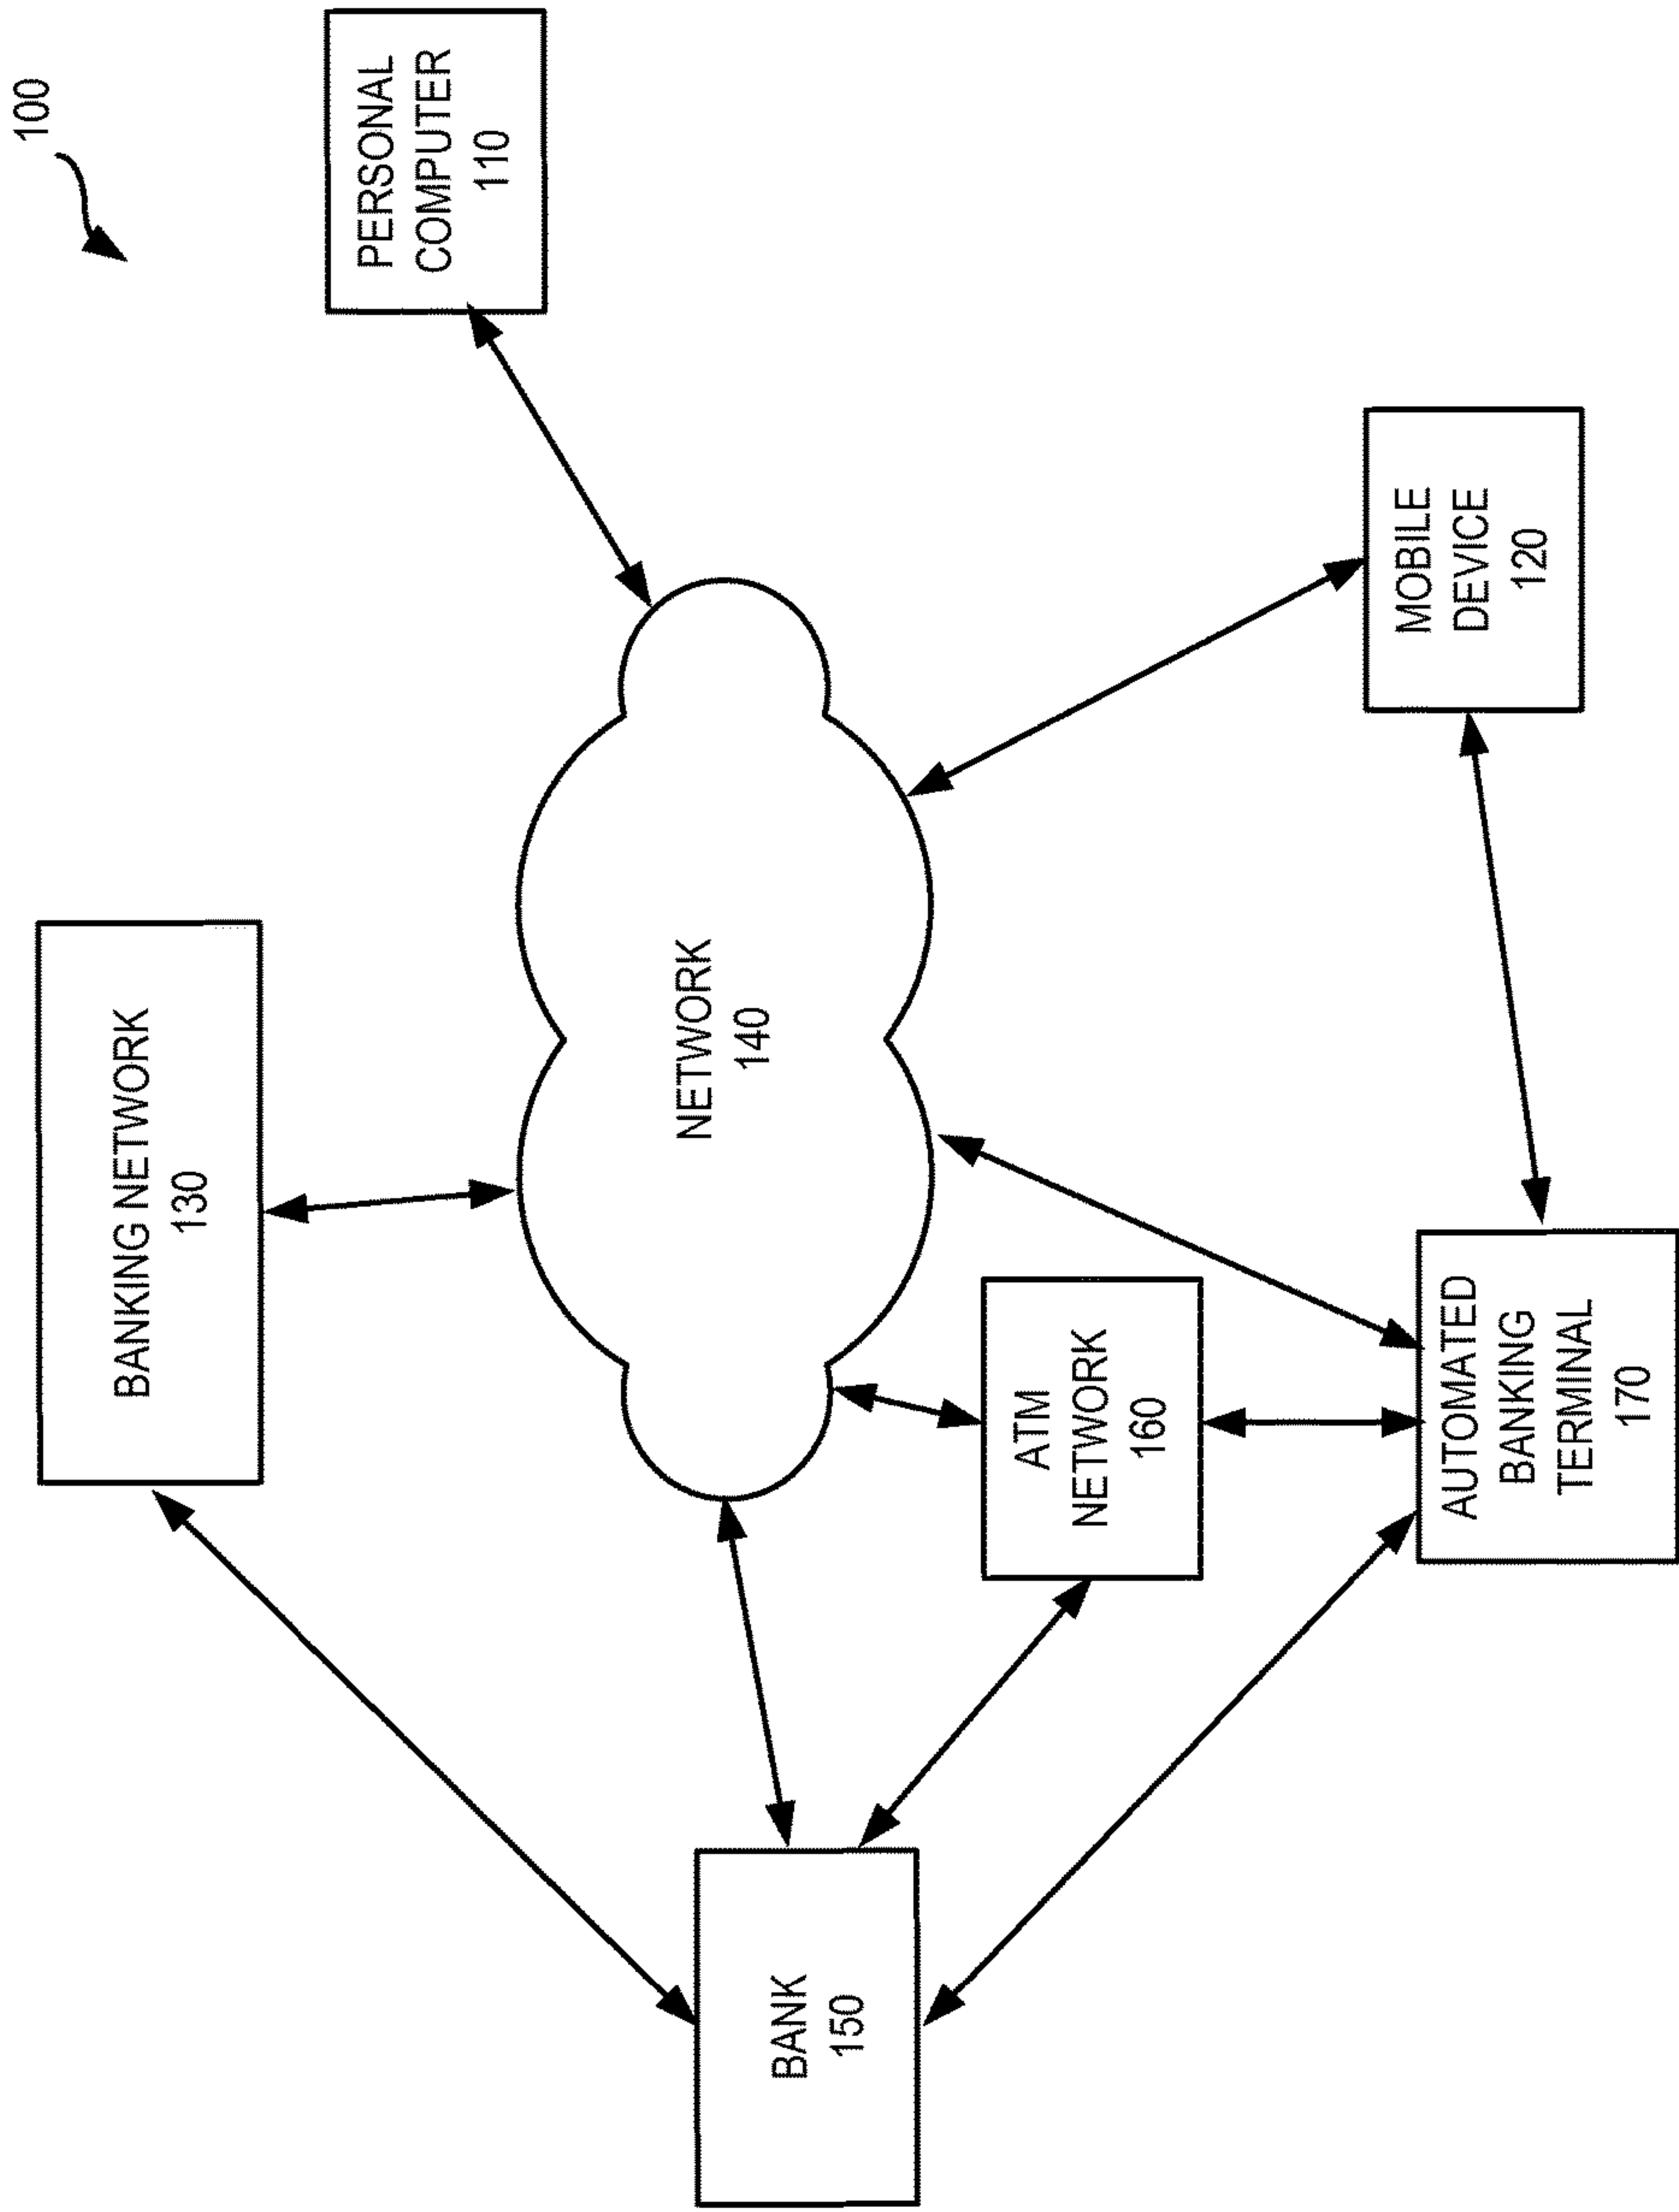 100
BANKING NETWORK
130
PERSONAL
COMPUTER
110
NETWORK
140
BANK
150
ATM
NETWORK
160
MOBILE
DEVICE
120
AUTOMATED
BANKING
TERMINAL
170